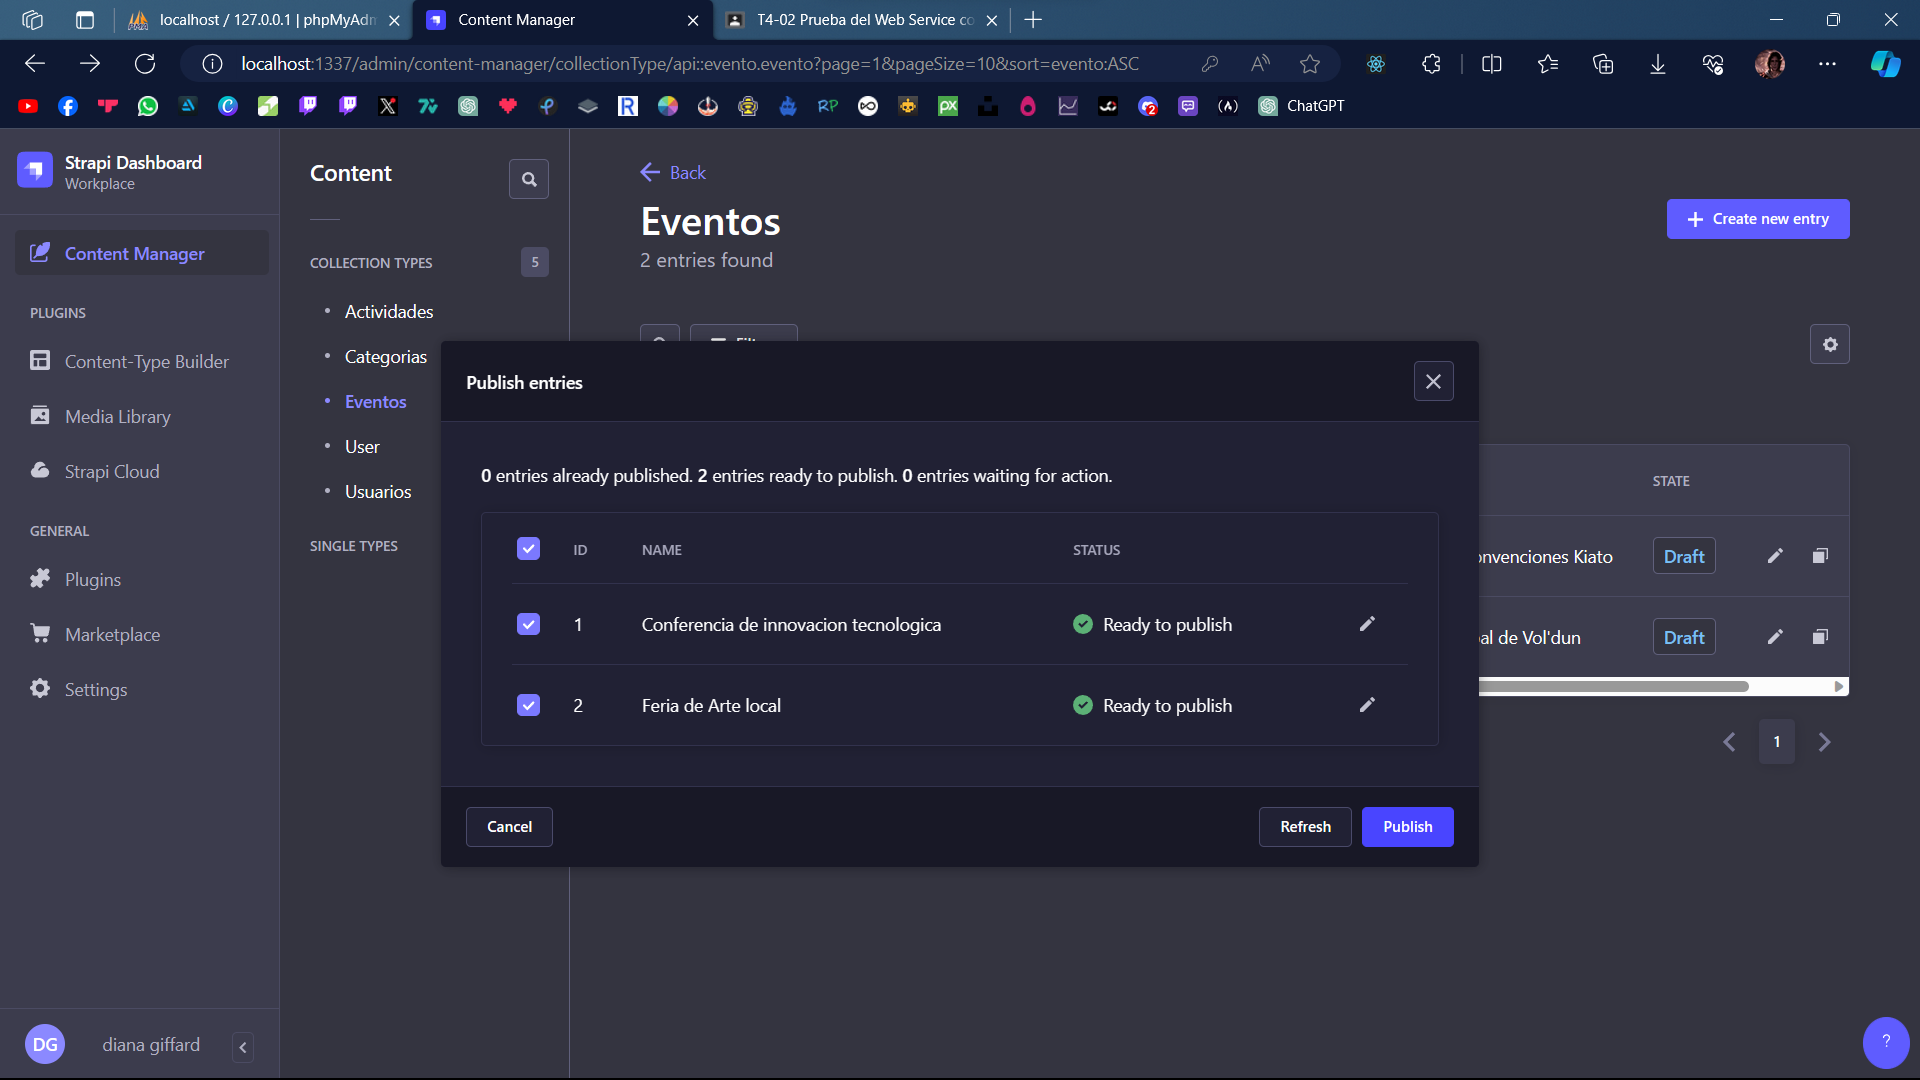 localhost / 127.0.0.1 | phpMyAdm
Content Manager
T4-02 Prueba del Web Service co
localhost:1337/admin/content-manager/collectionType/api::evento.evento?page=1&pageSize=10&sort=evento:ASC
ChatGPT
Strapi Dashboard
Workplace
Content Manager
PLUGINS
Content-Type Builder
Media Library
Strapi Cloud
GENERAL
Plugins
Marketplace
Settings
DG
diana giffard
Content
COLLECTION TYPES
5
Actividades
Categorias
Eventos
User
Usuarios
SINGLE TYPES
Back
Eventos
2 entries found
Create new entry
STATE
onvenciones Kiato
Draft
al de Vol'dun
Draft
1
Publish entries
0 entries already published. 2 entries ready to publish. 0 entries waiting for action.
ID
NAME
STATUS
1
Conferencia de innovacion tecnologica
Ready to publish
2
Feria de Arte local
Ready to publish
Cancel
Refresh
Publish
?